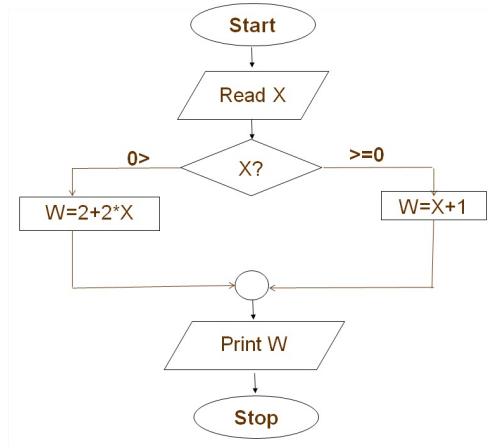 Start
Read X
0>
X?
>=0
W=2+2*X
W=X+1
Print W
Stop